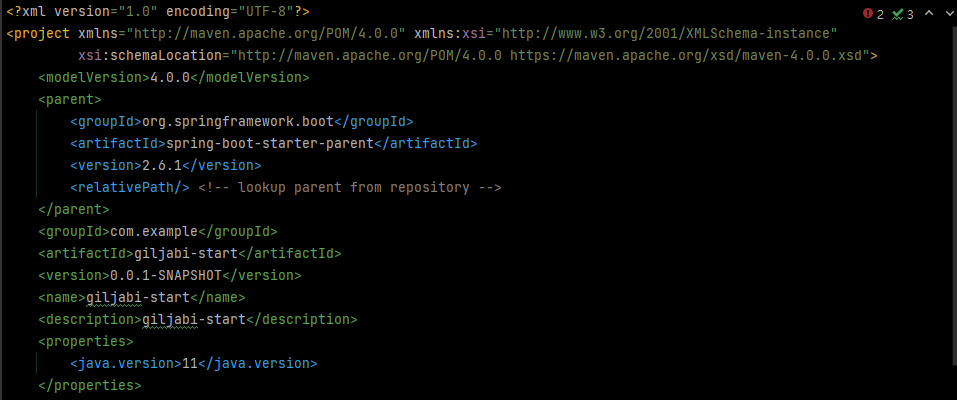 <?xml version="1.0" encoding="UTF-8"?>
2 3
<project xmlns="http://maven.apache.org/POM/4.0.0" xmlns:xsi="http://www.w3.org/2001/XMLSchema-instance"
xsi:schemaLocation="http://maven.apache.org/POM/4.0.0 https://maven.apache.org/xsd/maven-4.0.0.xsd">
<modelVersion>4.0.0</modelVersion>
<parent>
<groupId>org.springframework.boot</groupId>
<artifactId>spring-boot-starter-parent</artifactId>
<version>2.6.1</version>
<relativePath/> <!-- lookup parent from repository -->
</parent>
<groupId>com.example</groupId>
<artifactId>giljabi-start</artifactId>
<version>0.0.1-SNAPSHOT</version>
<name>giljabi-start</name>
<description>giljabi-start</description>
<properties>
<java.version>11</java.version>
</properties>